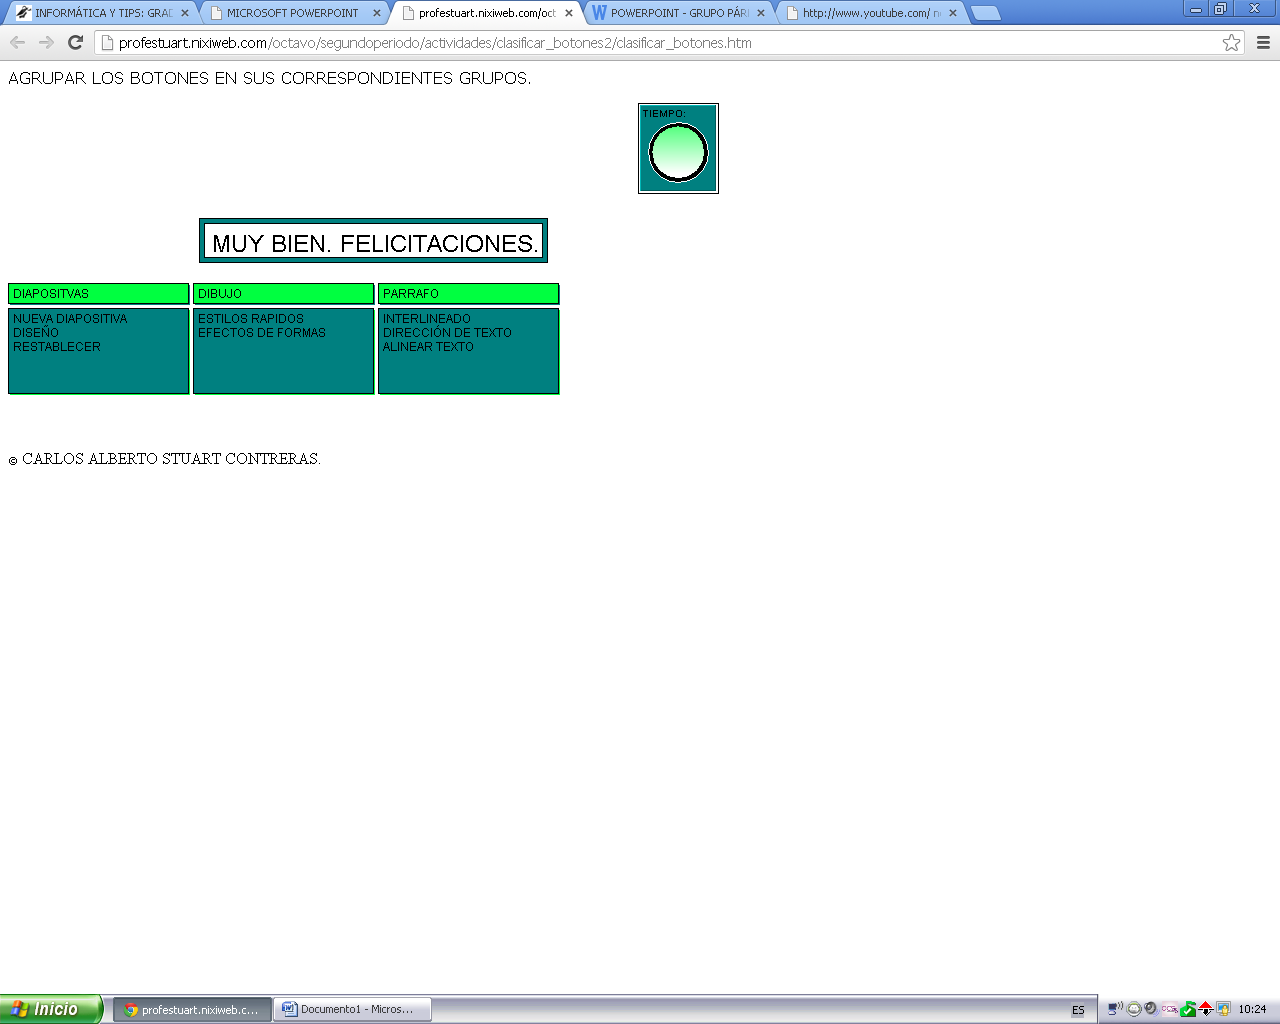 INFORMÁTICA Y TIPS: GRAD
MICROSOFT POWERPOINT
profestuart.nixiweb.com/oct
POWERPOINT - GRUPO PÁR
http://www.youtube.com/
profestuart.nixiweb.com/octavo/segundoperiodo/actividades/clasificar_botones2/clasificar_botones.htm
AGRUPAR LOS BOTONES EN SUS CORRESPONDIENTES GRUPOS.
TIEMPO:
MUY BIEN. FELICITACIONES.
DIAPOSITVAS
NUEVA DIAPOSITIVA
DISEÑO
RESTABLECER
DIBUJO
ESTILOS RAPIDOS
EFECTOS DE FORMAS
PARRAFO
INTERLINEADO
DIRECCIÓN DE TEXTO
ALINEAR TEXTO
© CARLOS ALBERTO STUART CONTRERAS.
Inicio
profestuart.nixiweb.c...
Documento1 - Micros...
ES
10:24